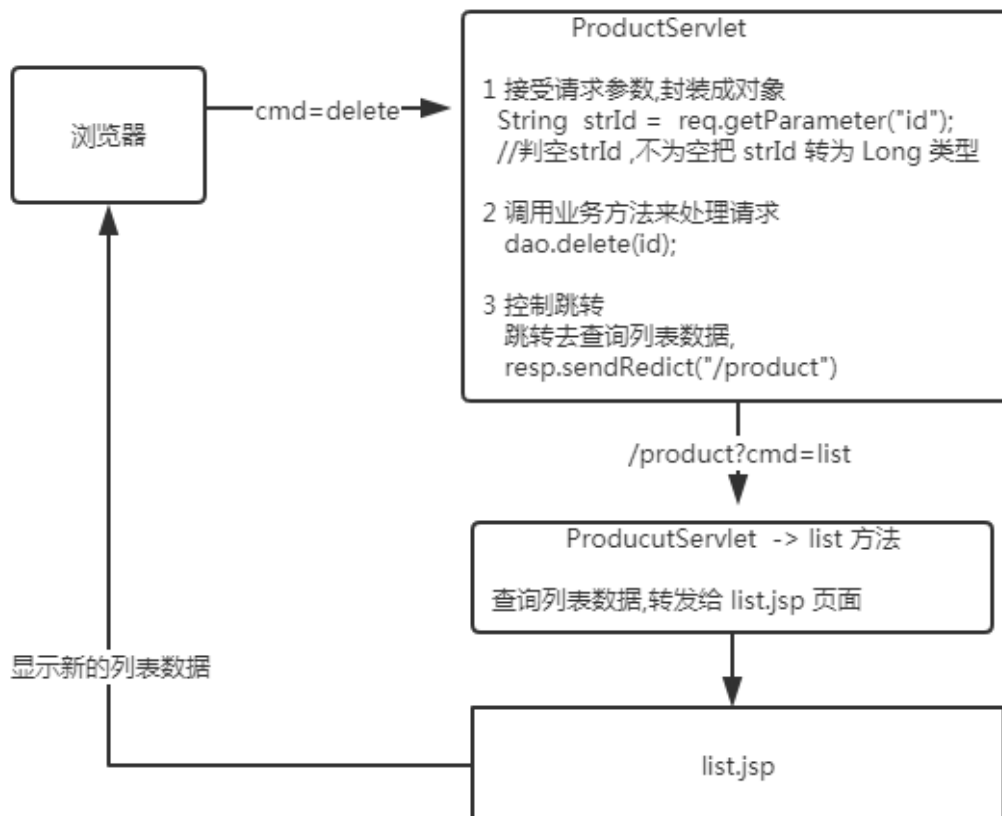 ProductServlet
浏览器
cmd=delete
1 接受请求参数,封装成对象
String strId = req.getParameter("id");
//判空strId ,不为空把 strId 转为 Long 类型
2 调用业务方法来处理请求
dao.delete(id);
3 控制跳转
跳转去查询列表数据,
resp.sendRedict("/product")
/product?cmd=list
ProducutServlet -> list 方法
查询列表数据,转发给 list.jsp 页面
显示新的列表数据
list.jsp